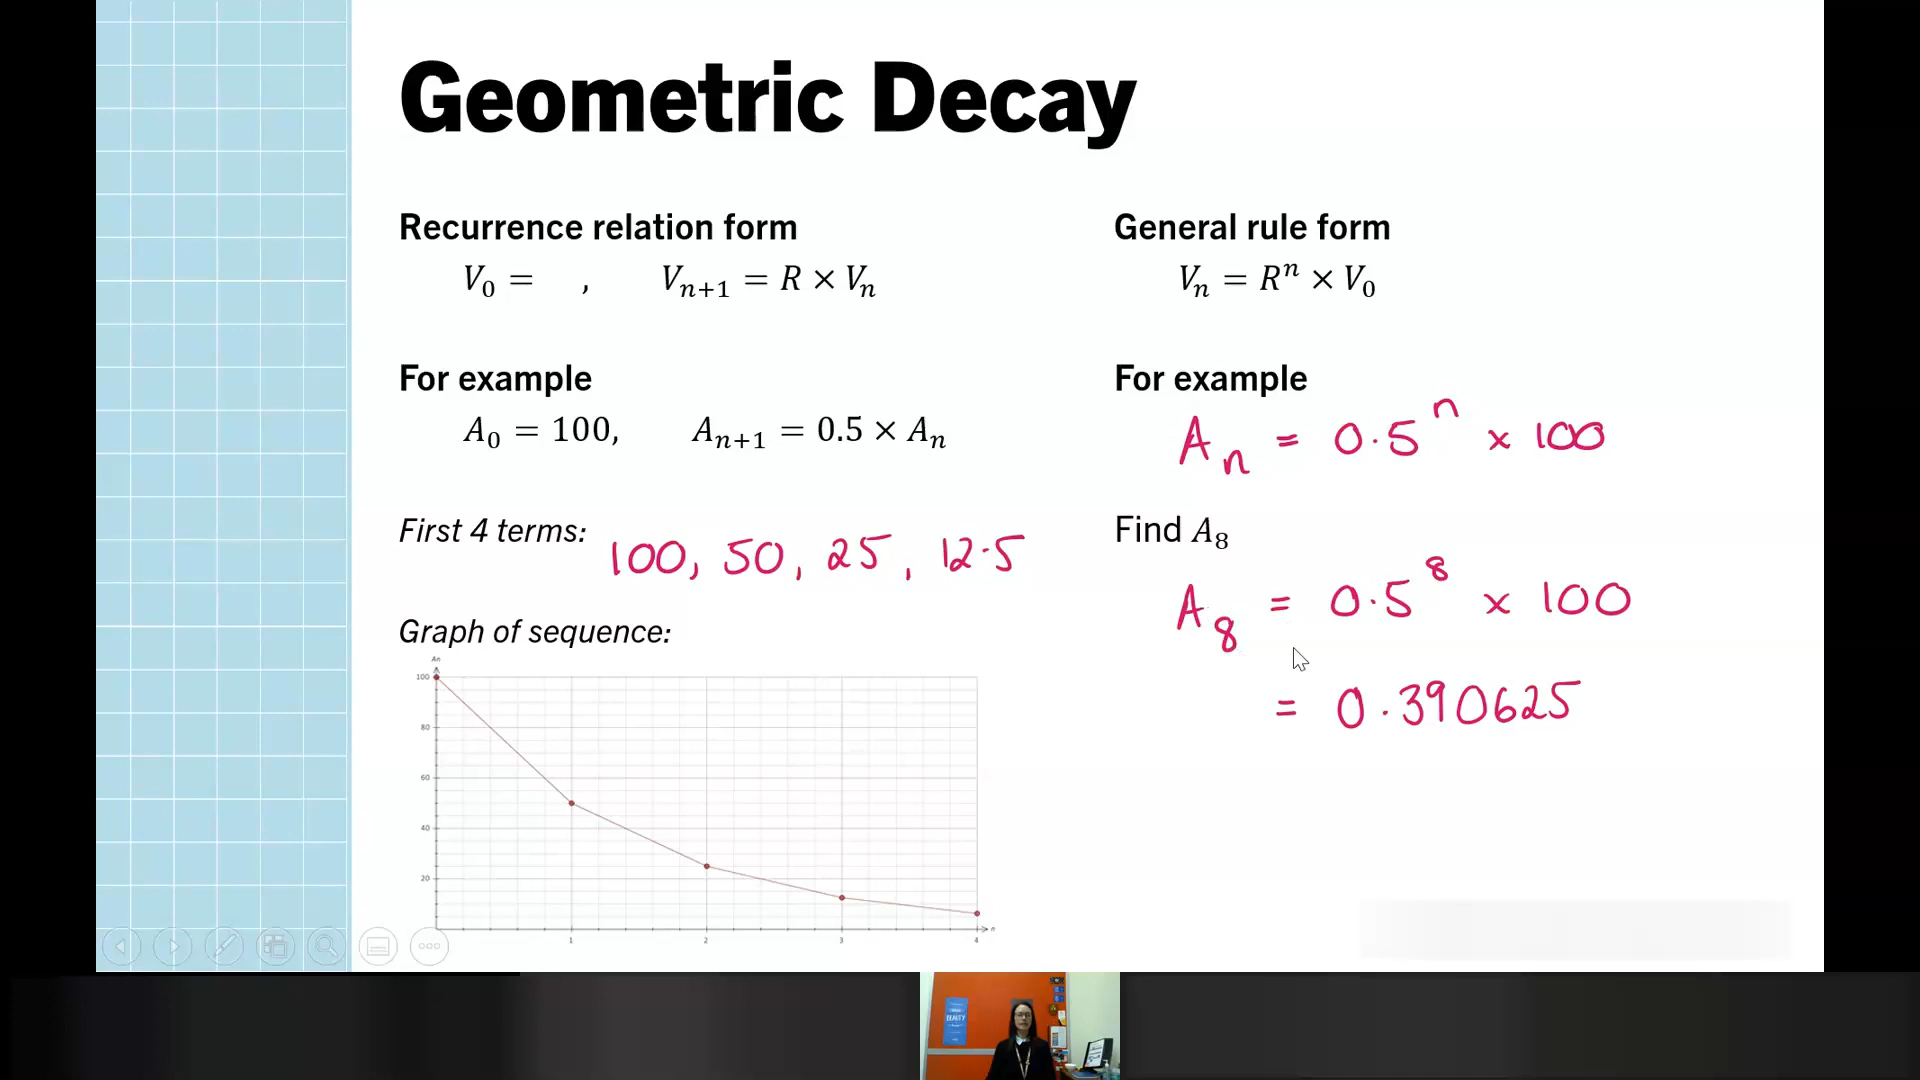 Geometric Decay
Recurrence relation form
V₀ =    ,    Vₙ₊₁ = R × Vₙ
For example
A₀ = 100,    Aₙ₊₁ = 0.5 × Aₙ
First 4 terms: 100, 50, 25, 12·5
Graph of sequence:
An
100
80
60
40
20
1 2 3 4 n
General rule form
Vₙ = Rⁿ × V₀
For example
Aₙ = 0·5ⁿ × 100
Find A₈
A₈ = 0·5⁸ × 100
= 0·390625
BEAUTY